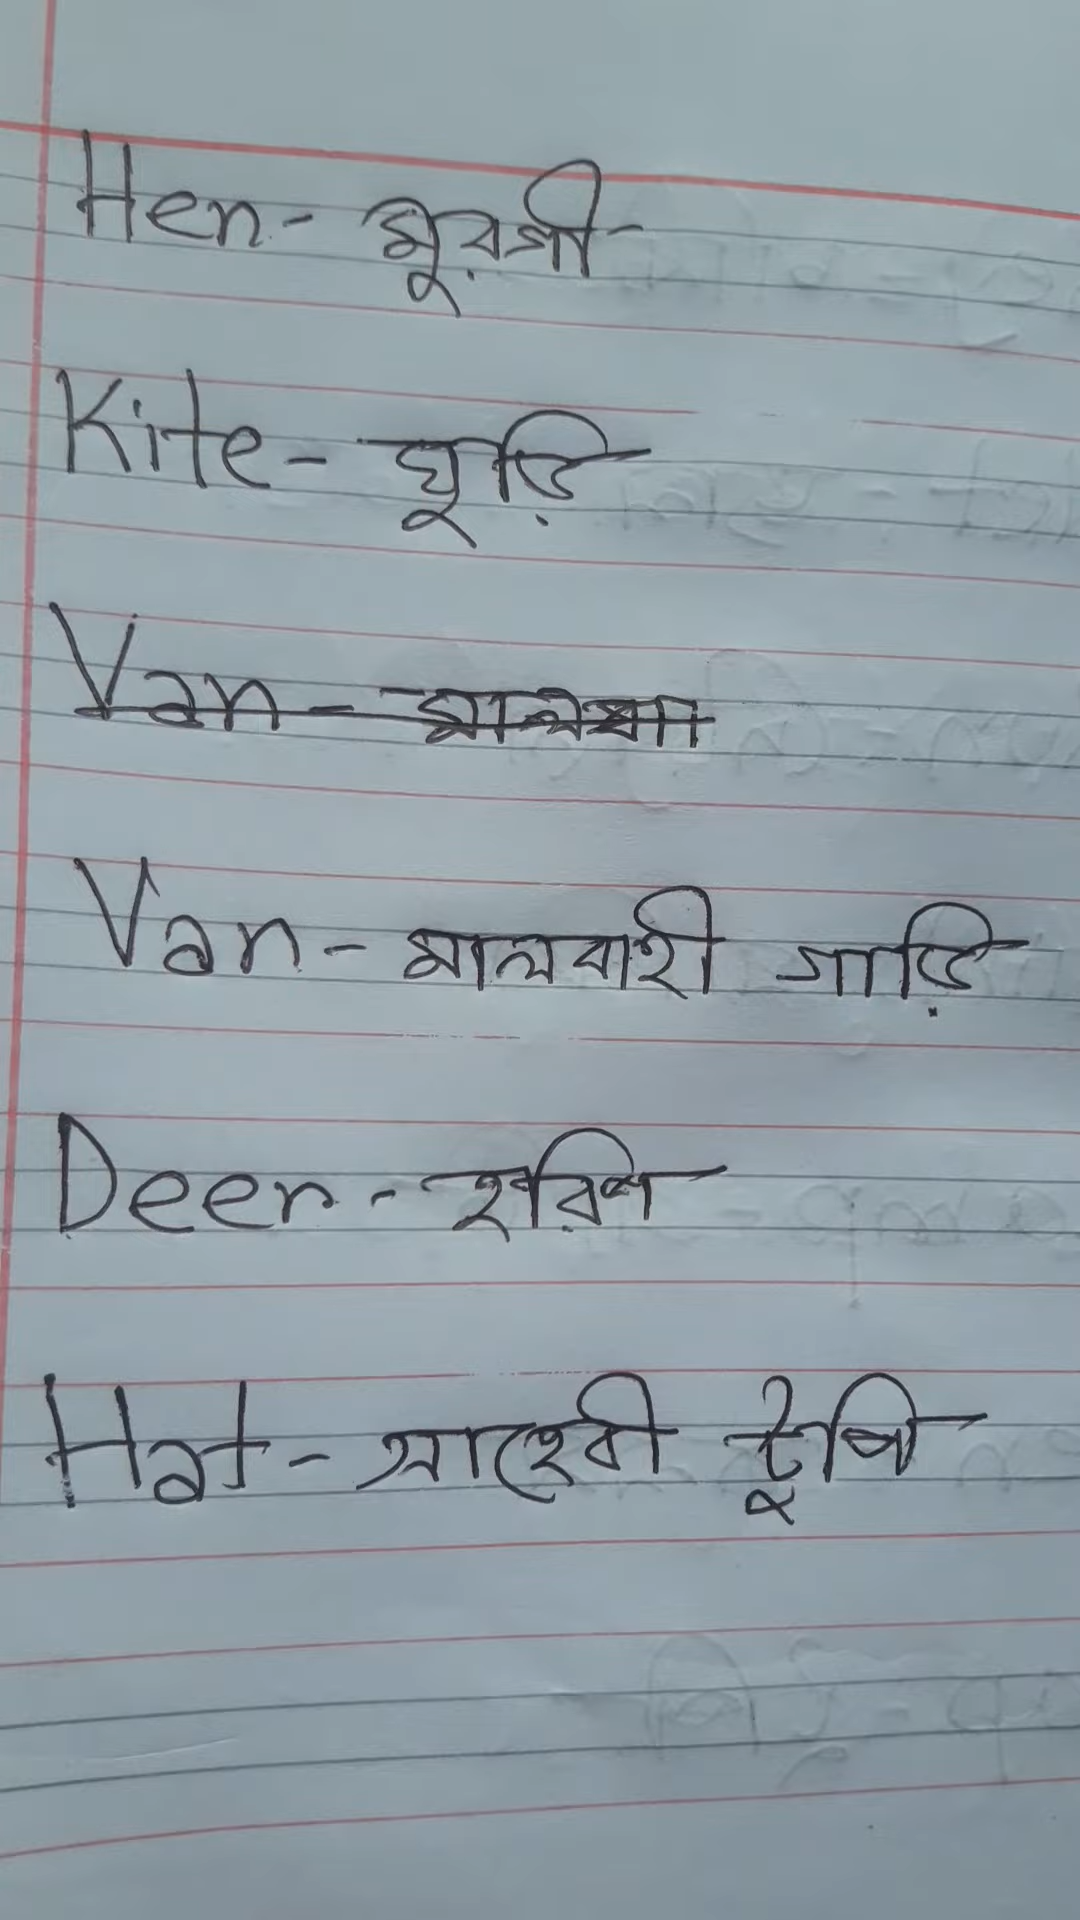 Hen- মুরগী
Kite- ঘুড়ি
Van-
Van- মালবাহী গাড়ি
Deer- হরিণ
Hat- সাহেবী টুপি